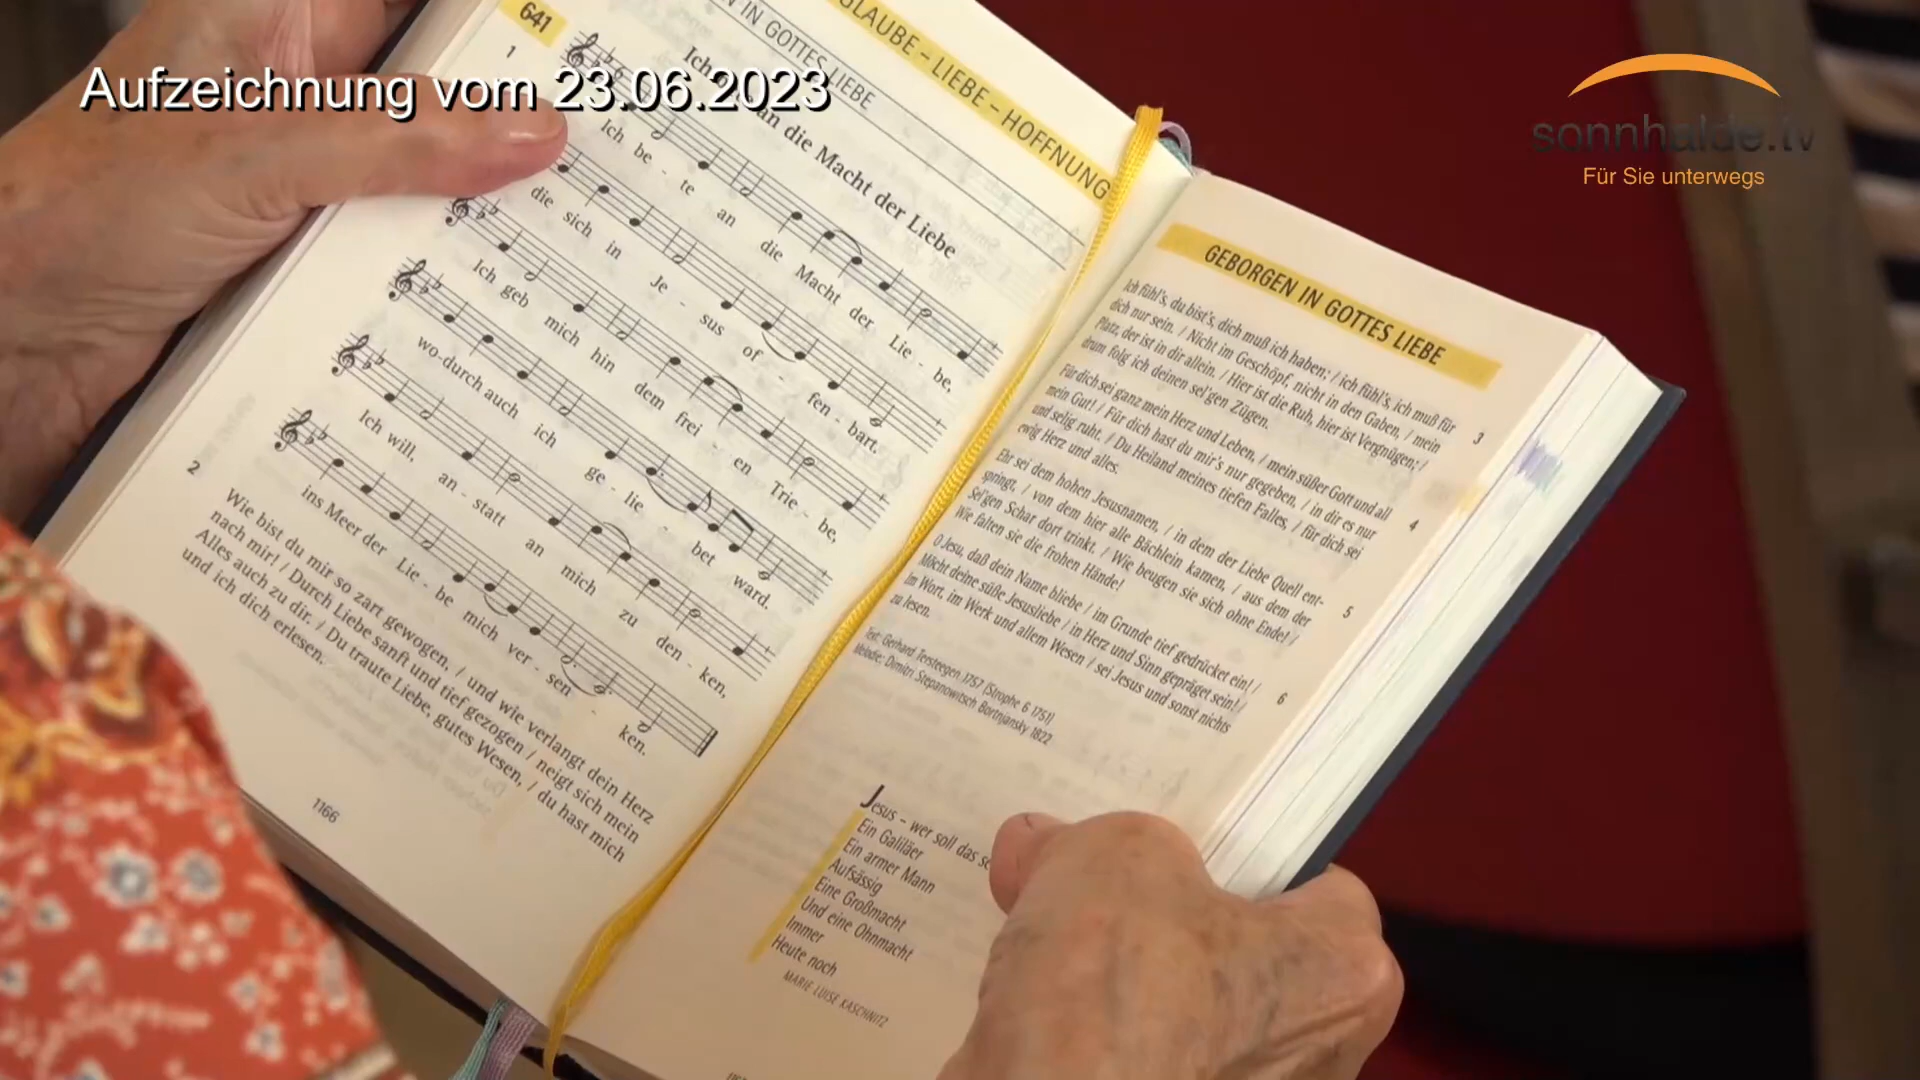 Aufzeichnung vom 23.06.2023
sonnhalde.tv
Für Sie unterwegs
GLAUBE – LIEBE – HOFFNUNG
IN GOTTES LIEBE
641
an die Macht der Liebe
1
Ich be - te an die Macht der Lie - be,
die sich in Je - sus of - fen - bart.
Ich geb mich hin dem frei - en Trie - be,
wo-durch auch ich ge - lie - bet ward.
Ich will, an - statt an mich zu den - ken,
ins Meer der Lie - be mich ver - sen - ken.
2
Wie bist du mir so zart gewogen, / und wie verlangt dein Herz
nach mir! / Durch Liebe sanft und tief gezogen / neigt sich mein
Alles auch zu dir. / Du traute Liebe, gutes Wesen, / du hast mich
und ich dich erlesen.
1166
GEBORGEN IN GOTTES LIEBE
Ich fühl's, du bist's, dich muß ich haben; / ich fühl's, ich muß für
dich nur sein. / Nicht im Geschöpf, nicht in den Gaben, / mein
Platz, der ist in dir allein. / Hier ist die Ruh, hier ist Vergnügen; /
drum folg ich deinen sel'gen Zügen.
3
Für dich sei ganz mein Herz und Leben, / mein süßer Gott und all
mein Gut! / Für dich hast du mir's nur gegeben, / in dir es nur
und selig ruht. / Du Heiland meines tiefen Falles, / für dich sei
ewig Herz und alles.
4
Ehr sei dem hohen Jesusnamen, / in dem der Liebe Quell ent-
springt, / von dem hier alle Bächlein kamen, / aus dem der
Sel'gen Schar dort trinkt. / Wie beugen sie sich ohne Ende! /
Wie falten sie die frohen Hände!
5
O Jesu, daß dein Name bliebe / im Grunde tief gedrücket ein! /
Möcht deine süße Jesusliebe / in Herz und Sinn gepräget sein! /
Im Wort, im Werk und allem Wesen / sei Jesus und sonst nichts
zu lesen.
6
Text: Gerhard Tersteegen 1757 (Strophe 6 1751)
Melodie: Dimitri Stepanowitsch Bortnjansky 1822
Jesus – wer soll das
Ein Galiläer
Ein armer Mann
Aufsässig
Eine Großmacht
Und eine Ohnmacht
Immer
Heute noch
MARIE LUISE KASCHNITZ